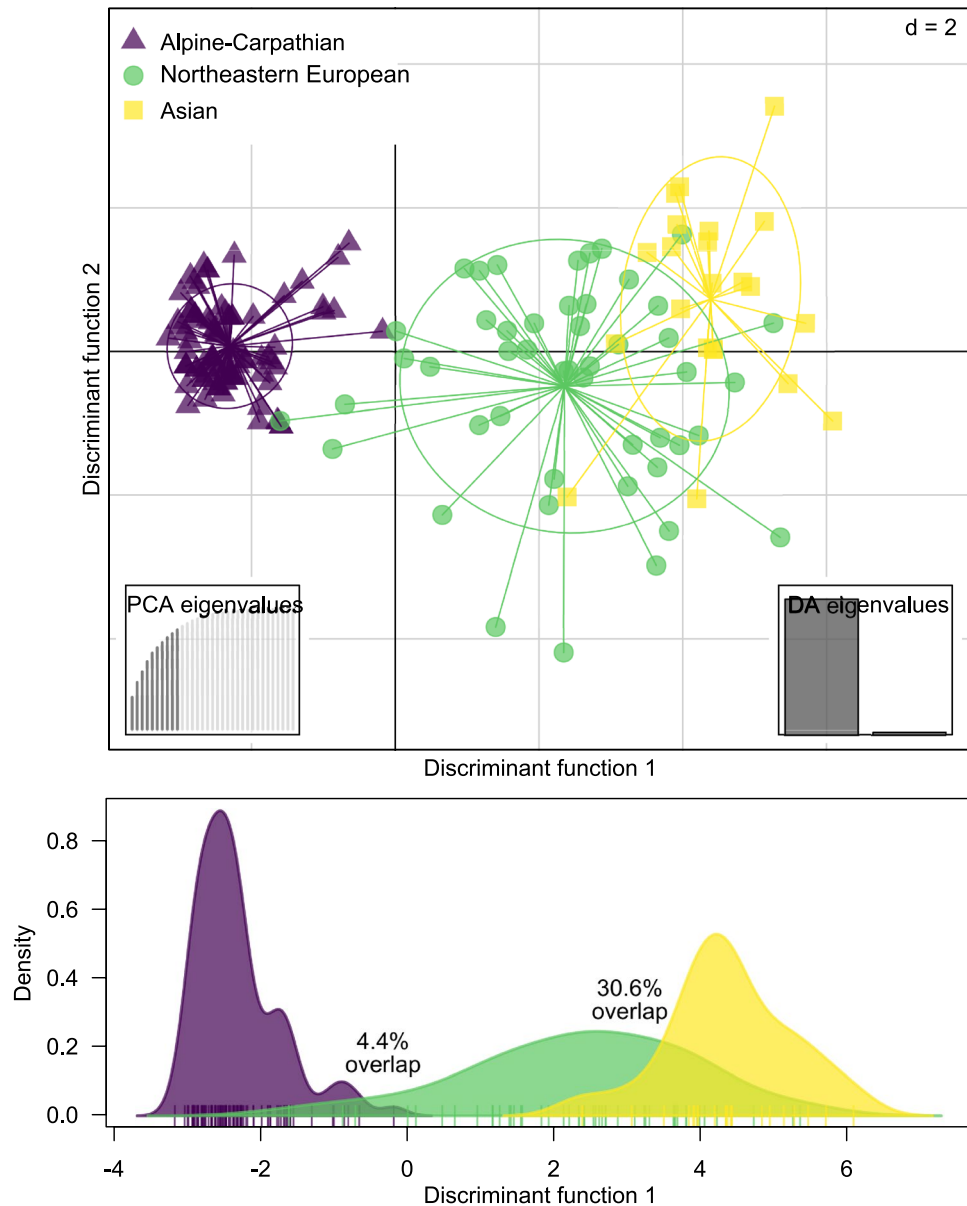 d = 2
Alpine-Carpathian
Northeastern European
Asian
Discriminant function 2
PCA eigenvalues
DA eigenvalues
Discriminant function 1
0.8
0.6
0.4
0.2
0.0
Density
30.6%
overlap
4.4%
overlap
-4 -2 0 2 4 6
Discriminant function 1